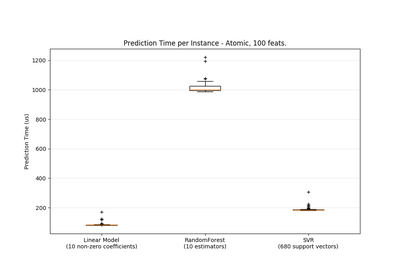 Prediction Time per Instance - Atomic, 100 feats.
1200
1000
800
600
400
200
Prediction Time (us)
Linear Model
(10 non-zero coefficients)
RandomForest
(10 estimators)
SVR
(680 support vectors)